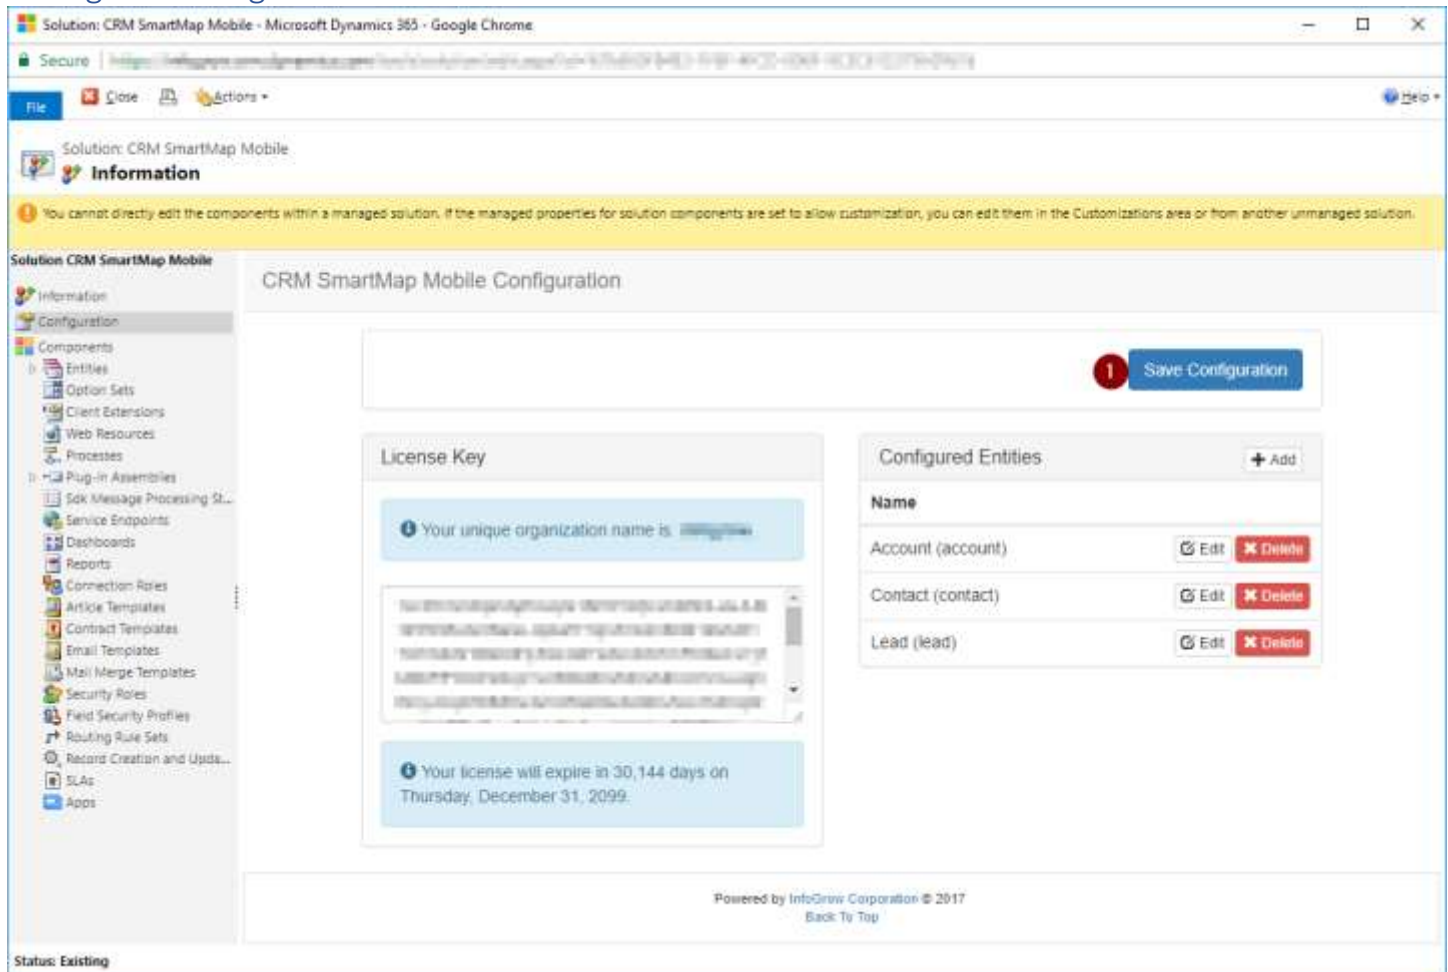 Solution: CRM SmartMap Mobile - Microsoft Dynamics 365 - Google Chrome
Secure
File Close Actions Help
Solution: CRM SmartMap Mobile
Information
You cannot directly edit the components within a managed solution. If the managed properties for solution components are set to allow customization, you can edit them in the Customizations area or from another unmanaged solution.
Solution CRM SmartMap Mobile
Information
Configuration
Components
Entities
Option Sets
Client Extensions
Web Resources
Processes
Plug-in Assemblies
Sdk Message Processing St...
Service Endpoints
Dashboards
Reports
Connection Roles
Article Templates
Contract Templates
Email Templates
Mail Merge Templates
Security Roles
Field Security Profiles
Routing Rule Sets
Record Creation and Upda...
SLAs
Apps
CRM SmartMap Mobile Configuration
1 Save Configuration
License Key
Your unique organization name is
Your license will expire in 30,144 days on
Thursday, December 31, 2099.
Configured Entities + Add
Name
Account (account) Edit Delete
Contact (contact) Edit Delete
Lead (lead) Edit Delete
Powered by InfoGrow Corporation © 2017
Back To Top
Status: Existing